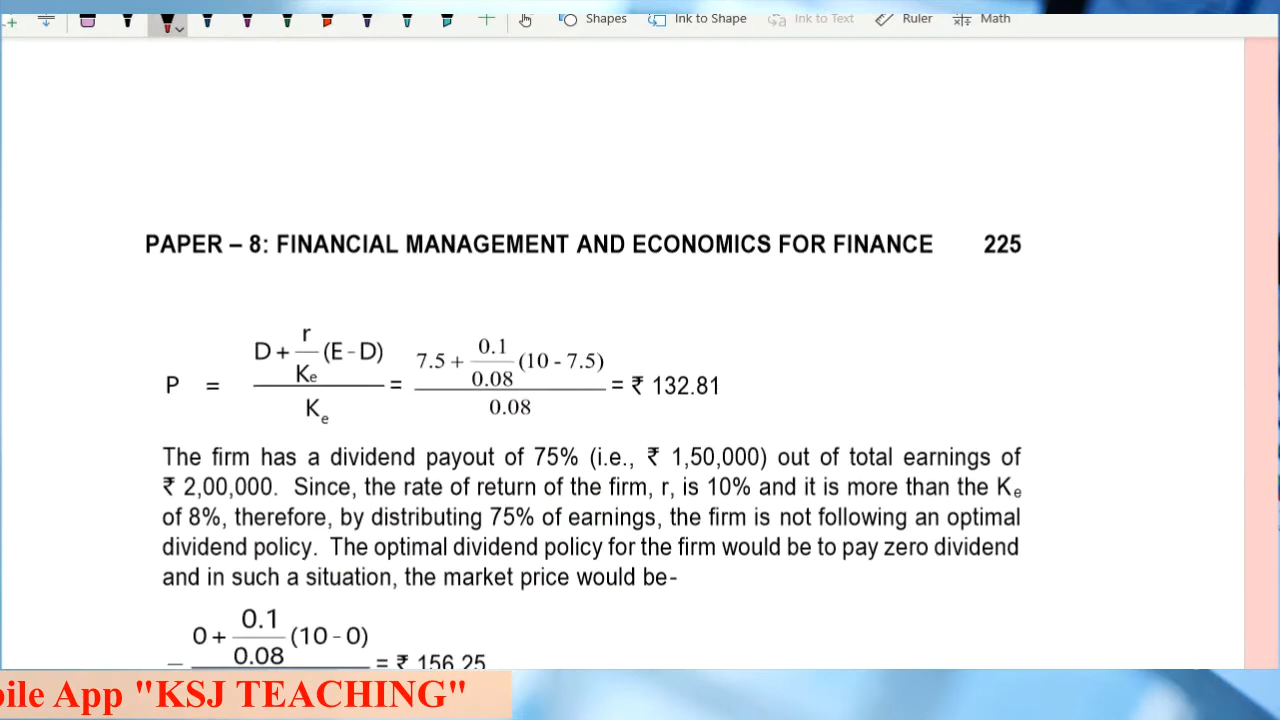 Shapes Ink to Shape Ink to Text Ruler Math
PAPER – 8: FINANCIAL MANAGEMENT AND ECONOMICS FOR FINANCE 225
P = (D + r/Ke (E - D)) / Ke = (7.5 + 0.1/0.08 (10 - 7.5)) / 0.08 = ₹ 132.81
The firm has a dividend payout of 75% (i.e., ₹ 1,50,000) out of total earnings of
₹ 2,00,000. Since, the rate of return of the firm, r, is 10% and it is more than the Ke
of 8%, therefore, by distributing 75% of earnings, the firm is not following an optimal
dividend policy. The optimal dividend policy for the firm would be to pay zero dividend
and in such a situation, the market price would be-
0 + 0.1/0.08 (10 - 0) = ₹ 156.25
bile App "KSJ TEACHING"